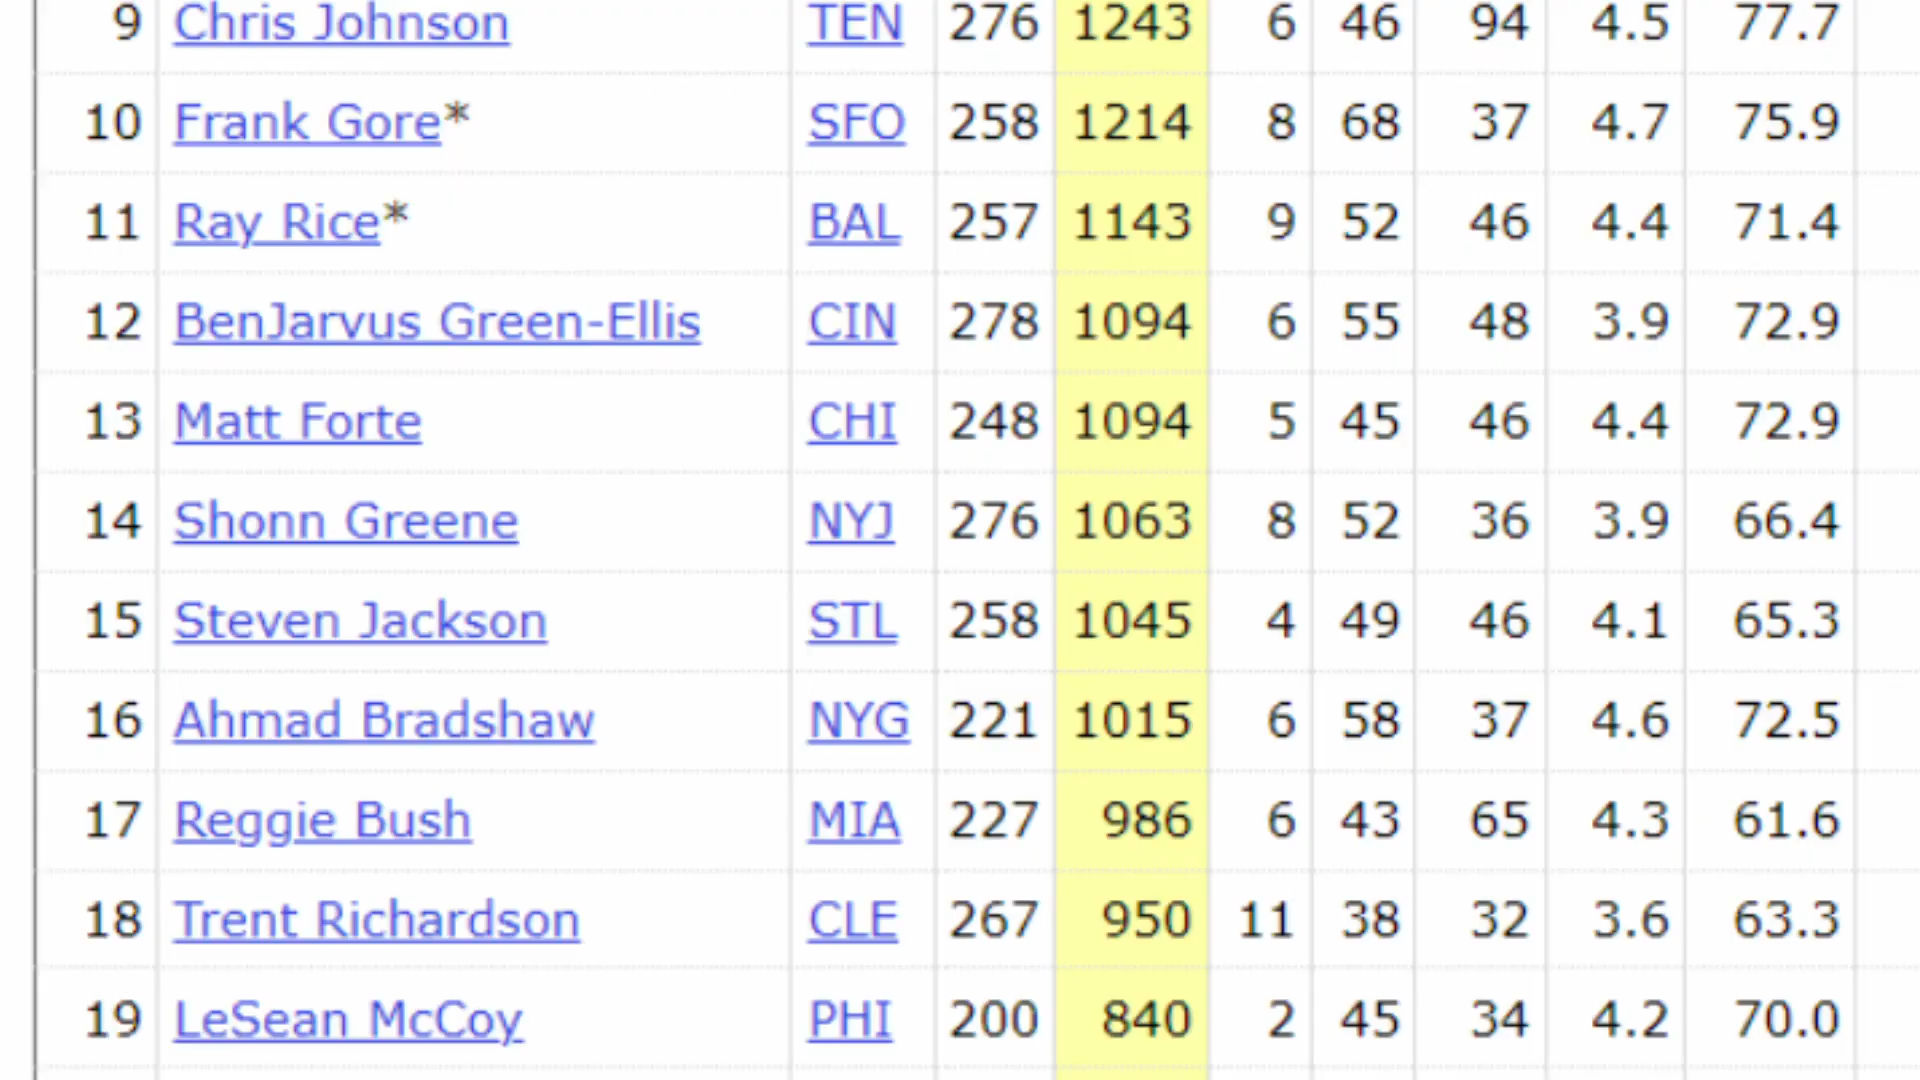 9 Chris Johnson TEN 276 1243 6 46 94 4.5 77.7
10 Frank Gore* SFO 258 1214 8 68 37 4.7 75.9
11 Ray Rice* BAL 257 1143 9 52 46 4.4 71.4
12 BenJarvus Green-Ellis CIN 278 1094 6 55 48 3.9 72.9
13 Matt Forte CHI 248 1094 5 45 46 4.4 72.9
14 Shonn Greene NYJ 276 1063 8 52 36 3.9 66.4
15 Steven Jackson STL 258 1045 4 49 46 4.1 65.3
16 Ahmad Bradshaw NYG 221 1015 6 58 37 4.6 72.5
17 Reggie Bush MIA 227 986 6 43 65 4.3 61.6
18 Trent Richardson CLE 267 950 11 38 32 3.6 63.3
19 LeSean McCoy PHI 200 840 2 45 34 4.2 70.0